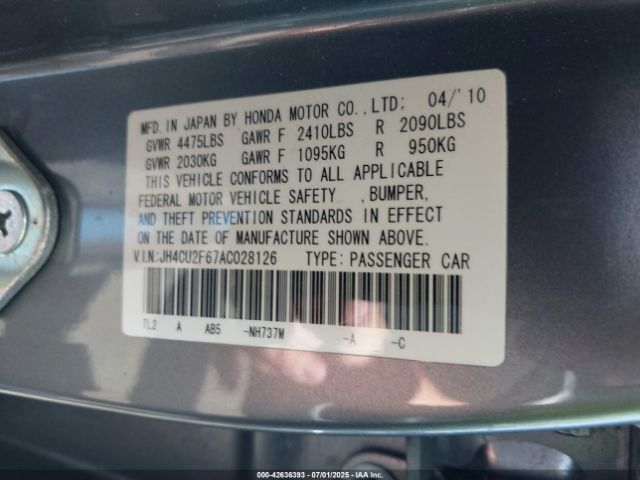 MFD. IN JAPAN BY HONDA MOTOR CO., LTD: 04/'10
GVWR 4475LBS GAWR F 2410LBS R 2090LBS
GVWR 2030KG GAWR F 1095KG R 950KG
THIS VEHICLE CONFORMS TO ALL APPLICABLE
FEDERAL MOTOR VEHICLE SAFETY , BUMPER,
AND THEFT PREVENTION STANDARDS IN EFFECT
ON THE DATE OF MANUFACTURE SHOWN ABOVE.
V.I.N:JH4CU2F67AC028126 TYPE: PASSENGER CAR
TL2 A AB5 -NH737M -A -C
000-42636393 - 07/01/2025 - IAA Inc.